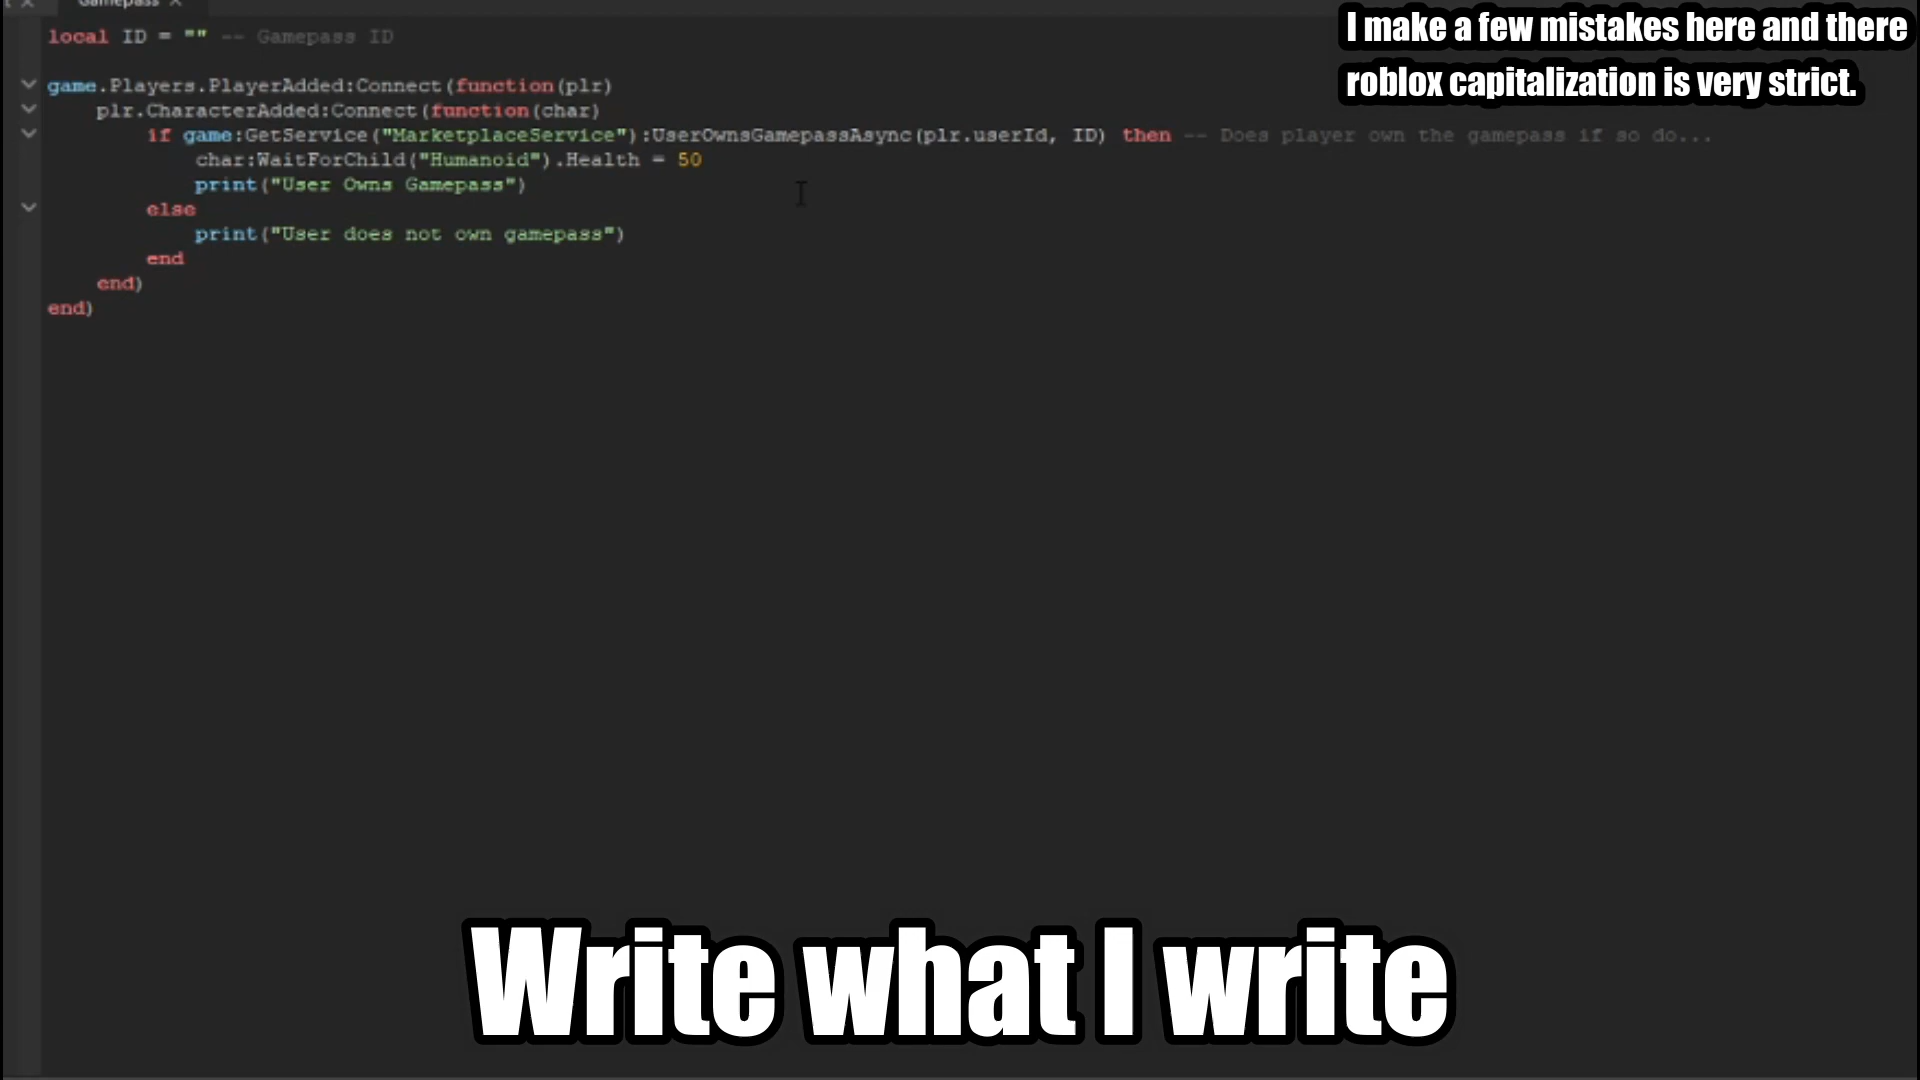 Gamepass X
local ID = "" -- Gamepass ID
game.Players.PlayerAdded:Connect(function(plr)
plr.CharacterAdded:Connect(function(char)
if game:GetService("MarketplaceService"):UserOwnsGamepassAsync(plr.userId, ID) then -- Does player own the gamepass if so do...
char:WaitForChild("Humanoid").Health = 50
print("User Owns Gamepass")
else
print("User does not own gamepass")
end
end)
end)
I make a few mistakes here and there
roblox capitalization is very strict.
Write what I write